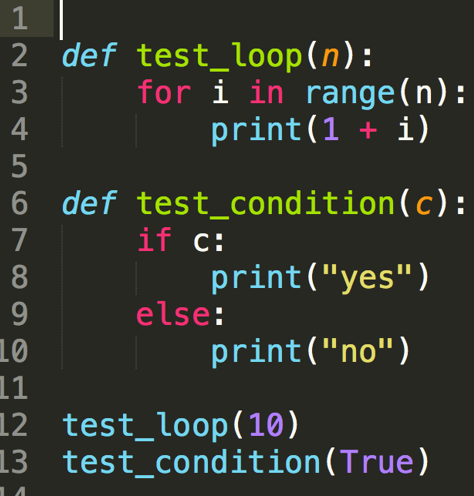 1
2 def test_loop(n):
3     for i in range(n):
4         print(1 + i)
5
6 def test_condition(c):
7     if c:
8         print("yes")
9     else:
10         print("no")
11
12 test_loop(10)
13 test_condition(True)